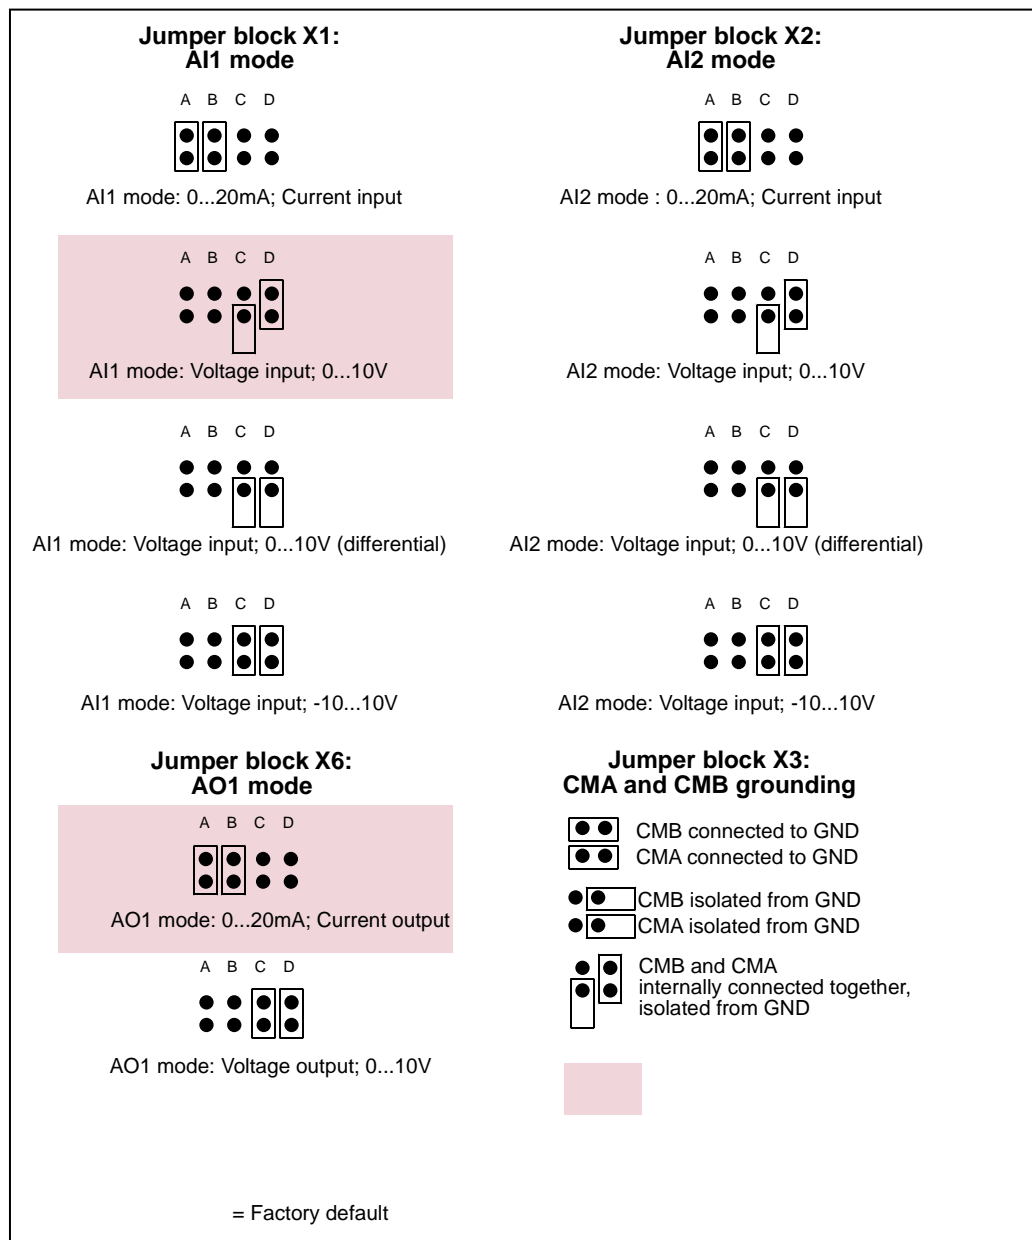 Jumper block X1:
AI1 mode
A B C D
AI1 mode: 0...20mA; Current input
A B C D
AI1 mode: Voltage input; 0...10V
A B C D
AI1 mode: Voltage input; 0...10V (differential)
A B C D
AI1 mode: Voltage input; -10...10V
Jumper block X2:
AI2 mode
A B C D
AI2 mode : 0...20mA; Current input
A B C D
AI2 mode: Voltage input; 0...10V
A B C D
AI2 mode: Voltage input; 0...10V (differential)
A B C D
AI2 mode: Voltage input; -10...10V
Jumper block X6:
AO1 mode
A B C D
AO1 mode: 0...20mA; Current output
A B C D
AO1 mode: Voltage output; 0...10V
Jumper block X3:
CMA and CMB grounding
CMB connected to GND
CMA connected to GND
CMB isolated from GND
CMA isolated from GND
CMB and CMA
internally connected together,
isolated from GND
= Factory default